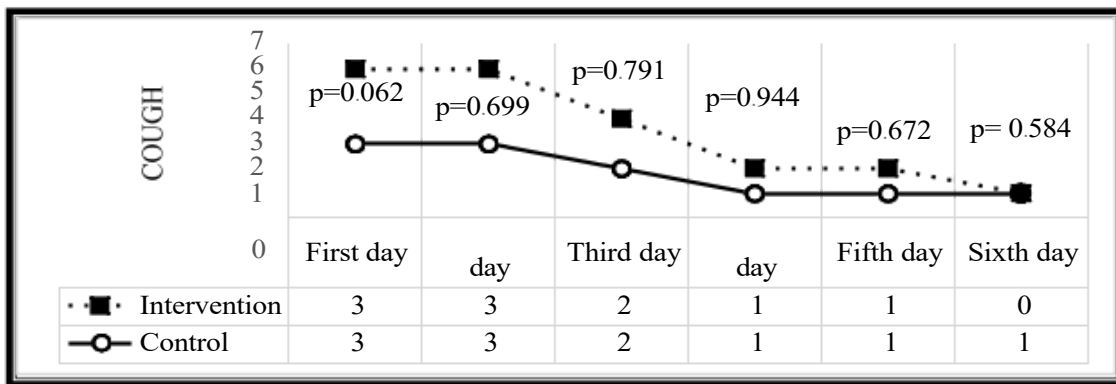 COUGH
7
6
5
4
3
2
1
0
p=0.062
p=0.699
p=0.791
p=0.944
p=0.672
p= 0.584
First day
day
Third day
day
Fifth day
Sixth day
Intervention 3 3 2 1 1 0
Control 3 3 2 1 1 1